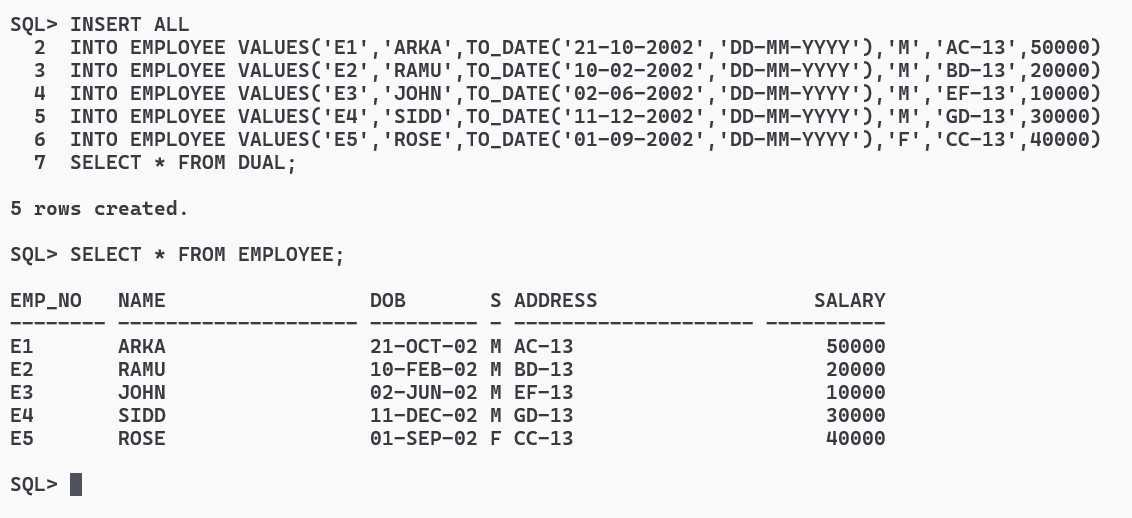 SQL> INSERT ALL
  2  INTO EMPLOYEE VALUES('E1','ARKA',TO_DATE('21-10-2002','DD-MM-YYYY'),'M','AC-13',50000)
  3  INTO EMPLOYEE VALUES('E2','RAMU',TO_DATE('10-02-2002','DD-MM-YYYY'),'M','BD-13',20000)
  4  INTO EMPLOYEE VALUES('E3','JOHN',TO_DATE('02-06-2002','DD-MM-YYYY'),'M','EF-13',10000)
  5  INTO EMPLOYEE VALUES('E4','SIDD',TO_DATE('11-12-2002','DD-MM-YYYY'),'M','GD-13',30000)
  6  INTO EMPLOYEE VALUES('E5','ROSE',TO_DATE('01-09-2002','DD-MM-YYYY'),'F','CC-13',40000)
  7  SELECT * FROM DUAL;

5 rows created.

SQL> SELECT * FROM EMPLOYEE;

EMP_NO   NAME                 DOB       S ADDRESS                  SALARY
-------- -------------------- --------- - -------------------- ----------
E1       ARKA                 21-OCT-02 M AC-13                     50000
E2       RAMU                 10-FEB-02 M BD-13                     20000
E3       JOHN                 02-JUN-02 M EF-13                     10000
E4       SIDD                 11-DEC-02 M GD-13                     30000
E5       ROSE                 01-SEP-02 F CC-13                     40000

SQL>